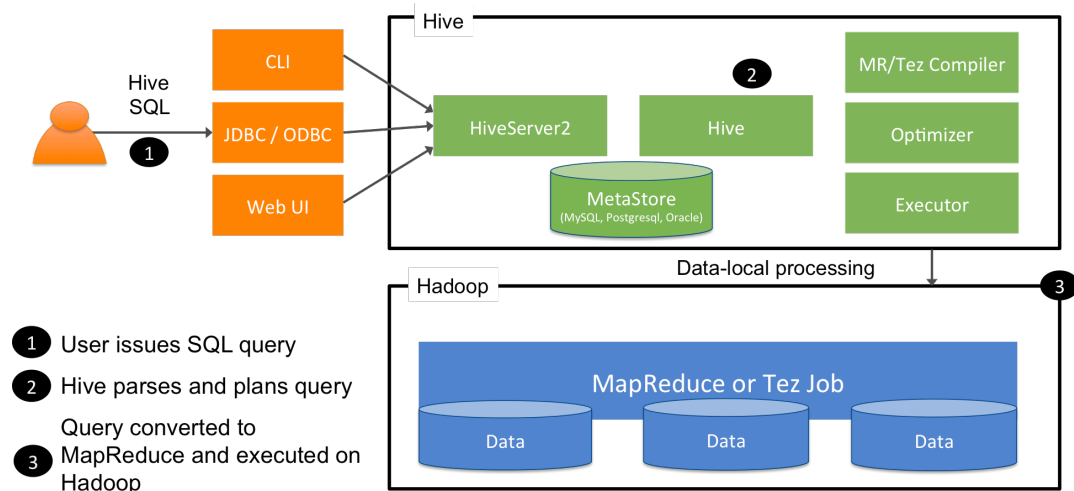 Hive
Hive
SQL
1
CLI
JDBC / ODBC
Web UI
HiveServer2
2
Hive
MetaStore
(MySQL, Postgresql, Oracle)
MR/Tez Compiler
Optimizer
Executor
Data-local processing
Hadoop
3
MapReduce or Tez Job
Data
Data
Data
1 User issues SQL query
2 Hive parses and plans query
Query converted to
3 MapReduce and executed on
Hadoop